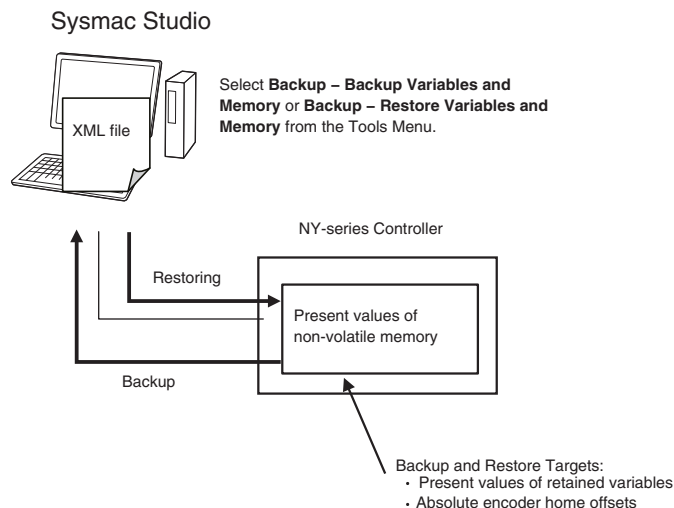 Sysmac Studio
Select Backup – Backup Variables and
Memory or Backup – Restore Variables and
Memory from the Tools Menu.
XML file
NY-series Controller
Restoring
Present values of
non-volatile memory
Backup
Backup and Restore Targets:
• Present values of retained variables
• Absolute encoder home offsets